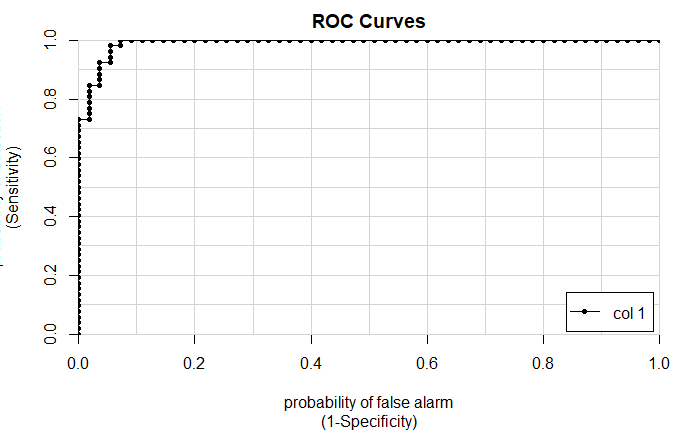 ROC Curves
1.0
0.8
0.6
0.4
0.2
0.0
(Sensitivity)
col 1
0.0 0.2 0.4 0.6 0.8 1.0
probability of false alarm
(1-Specificity)